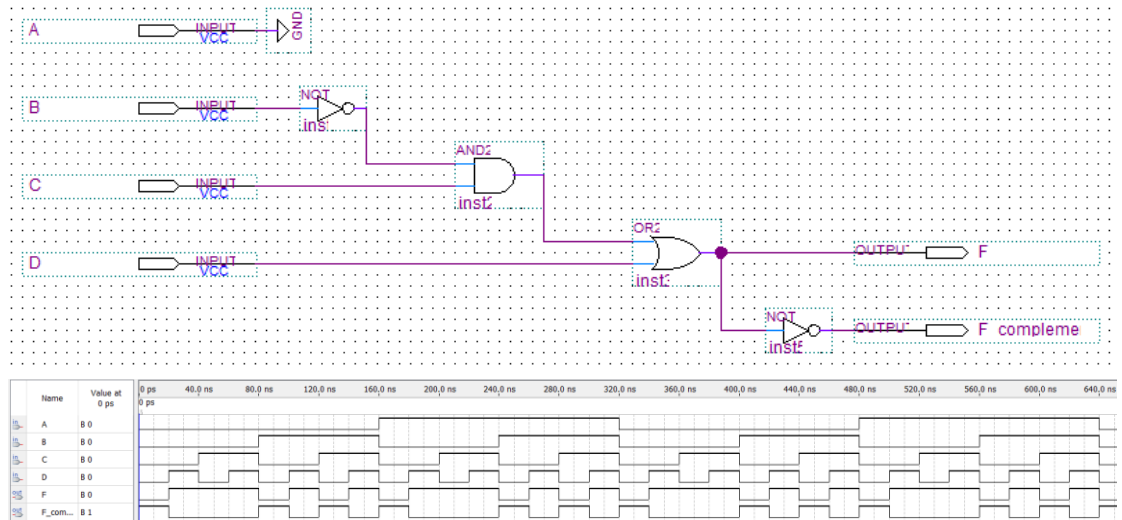 A INPUT VCC GND
B INPUT VCC NOT
ins
AND2
C INPUT VCC
inst2
OR2
D INPUT VCC
OUTPUT F
inst
NOT
OUTPUT F_compleme
inst
Name Value at 0 ps
0 ps 40.0 ns 80.0 ns 120.0 ns 160.0 ns 200.0 ns 240.0 ns 280.0 ns 320.0 ns 360.0 ns 400.0 ns 440.0 ns 480.0 ns 520.0 ns 560.0 ns 600.0 ns 640.0 ns
0 ps
A B 0
B B 0
C B 0
D B 0
F B 0
F_com... B 1